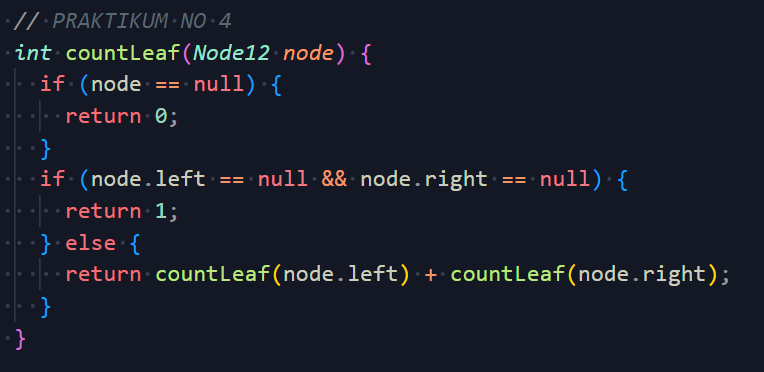 // PRAKTIKUM NO 4
int countLeaf(Node12 node) {
    if (node == null) {
        return 0;
    }
    if (node.left == null && node.right == null) {
        return 1;
    } else {
        return countLeaf(node.left) + countLeaf(node.right);
    }
}